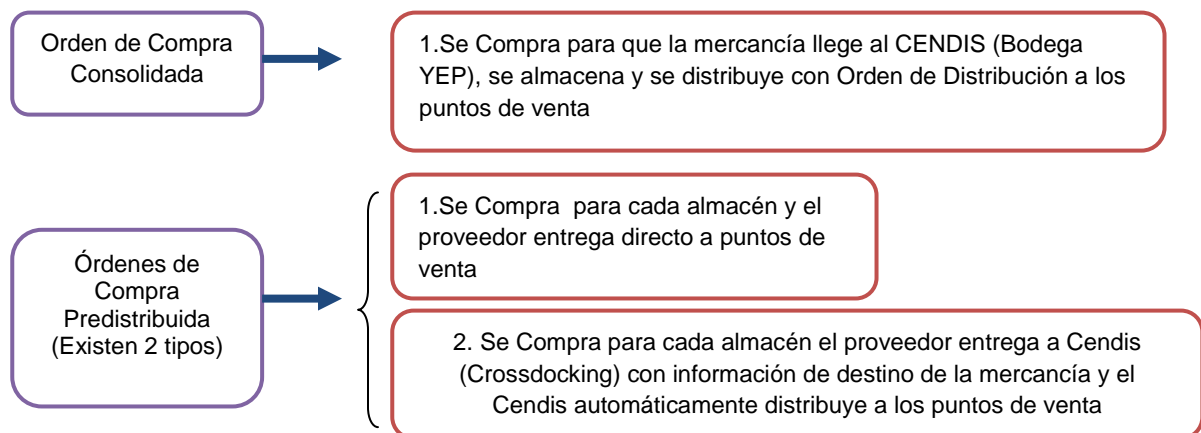 Orden de Compra
Consolidada
1.Se Compra para que la mercancía llege al CENDIS (Bodega
YEP), se almacena y se distribuye con Orden de Distribución a los
puntos de venta
Órdenes de
Compra
Predistribuida
(Existen 2 tipos)
1.Se Compra  para cada almacén y el
proveedor entrega directo a puntos de
venta
2. Se Compra para cada almacén el proveedor entrega a Cendis
(Crossdocking) con información de destino de la mercancía y el
Cendis automáticamente distribuye a los puntos de venta